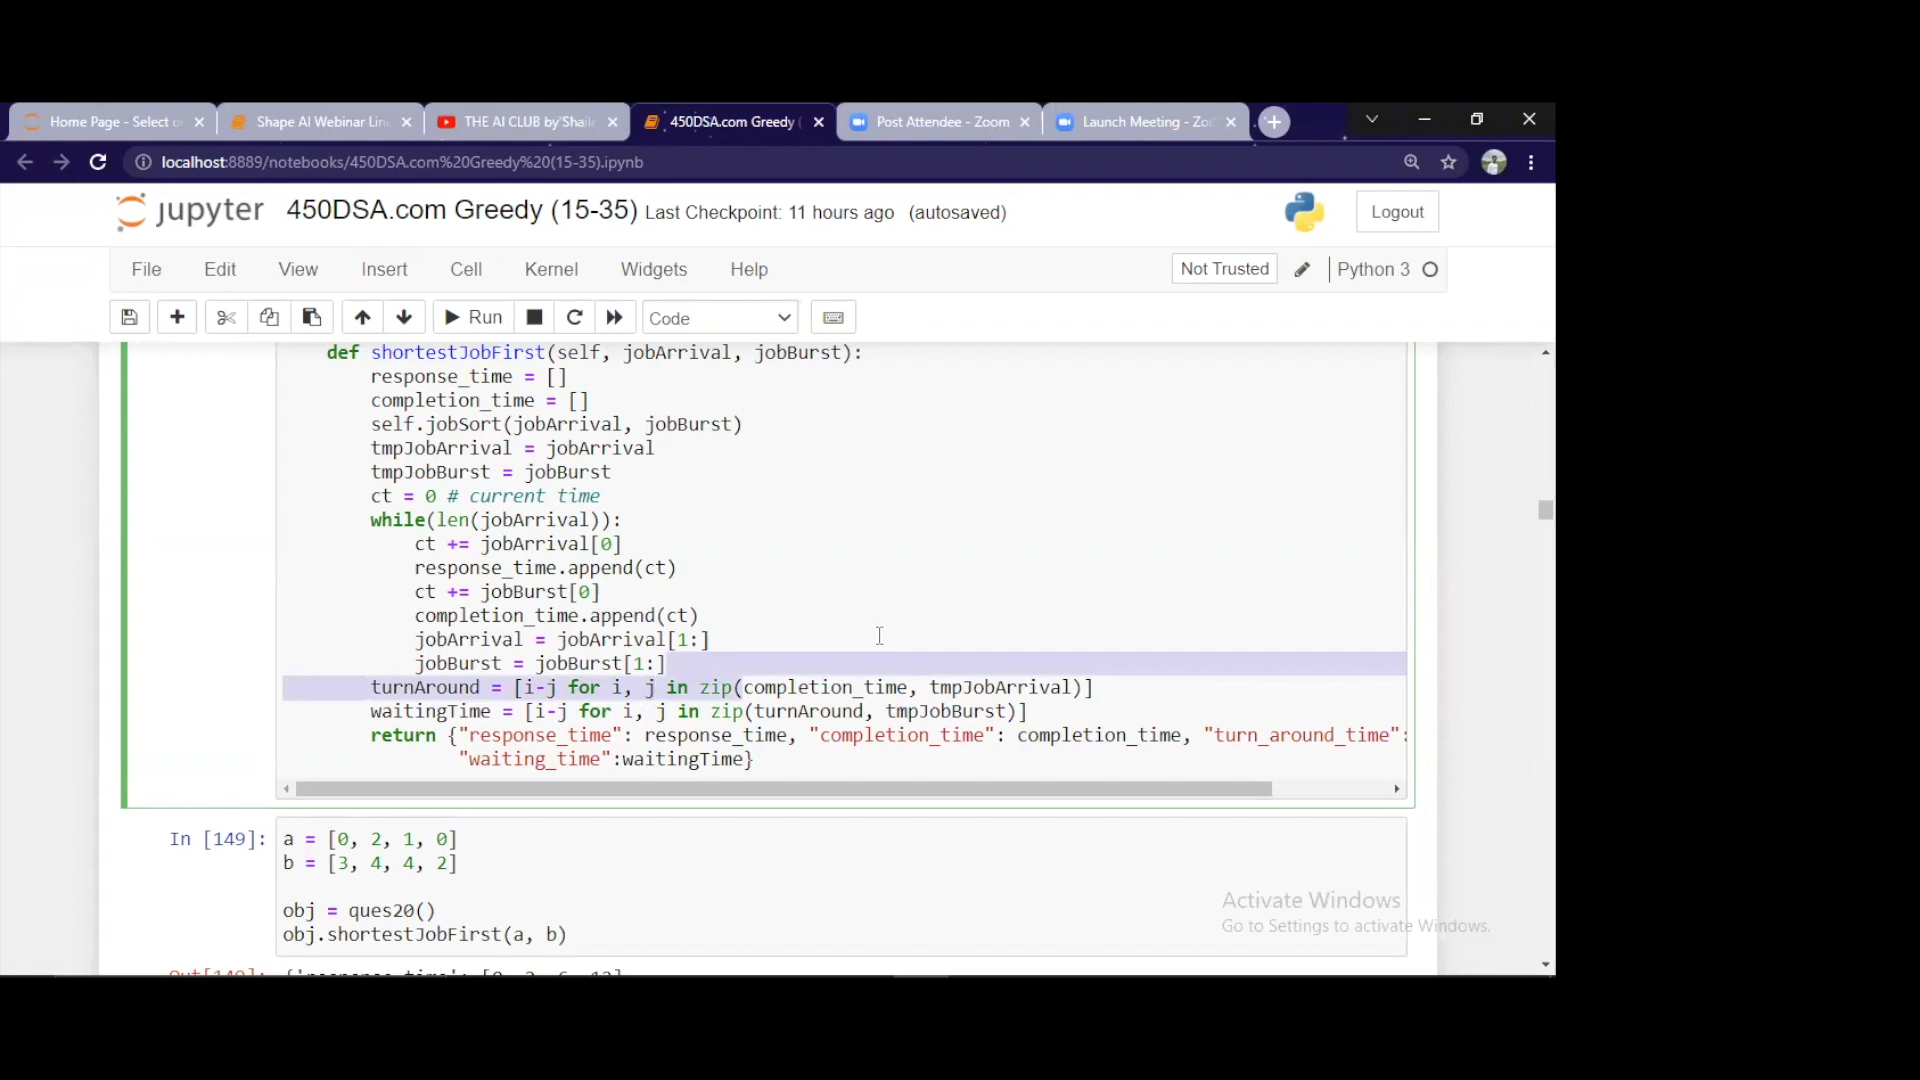 Home Page - Select o
Shape AI Webinar Lin
THE AI CLUB by Shail
450DSA.com Greedy (
Post Attendee - Zoom
Launch Meeting - Zo
localhost:8889/notebooks/450DSA.com%20Greedy%20(15-35).ipynb
jupyter 450DSA.com Greedy (15-35) Last Checkpoint: 11 hours ago (autosaved)
Logout
File Edit View Insert Cell Kernel Widgets Help
Not Trusted
Python 3
Run
Code
def shortestJobFirst(self, jobArrival, jobBurst):
response_time = []
completion_time = []
self.jobSort(jobArrival, jobBurst)
tmpJobArrival = jobArrival
tmpJobBurst = jobBurst
ct = 0 # current time
while(len(jobArrival)):
ct += jobArrival[0]
response_time.append(ct)
ct += jobBurst[0]
completion_time.append(ct)
jobArrival = jobArrival[1:]
jobBurst = jobBurst[1:]
turnAround = [i-j for i, j in zip(completion_time, tmpJobArrival)]
waitingTime = [i-j for i, j in zip(turnAround, tmpJobBurst)]
return {"response_time": response_time, "completion_time": completion_time, "turn_around_time":
"waiting_time":waitingTime}
In [149]:
a = [0, 2, 1, 0]
b = [3, 4, 4, 2]
obj = ques20()
obj.shortestJobFirst(a, b)
Activate Windows
Go to Settings to activate Windows.